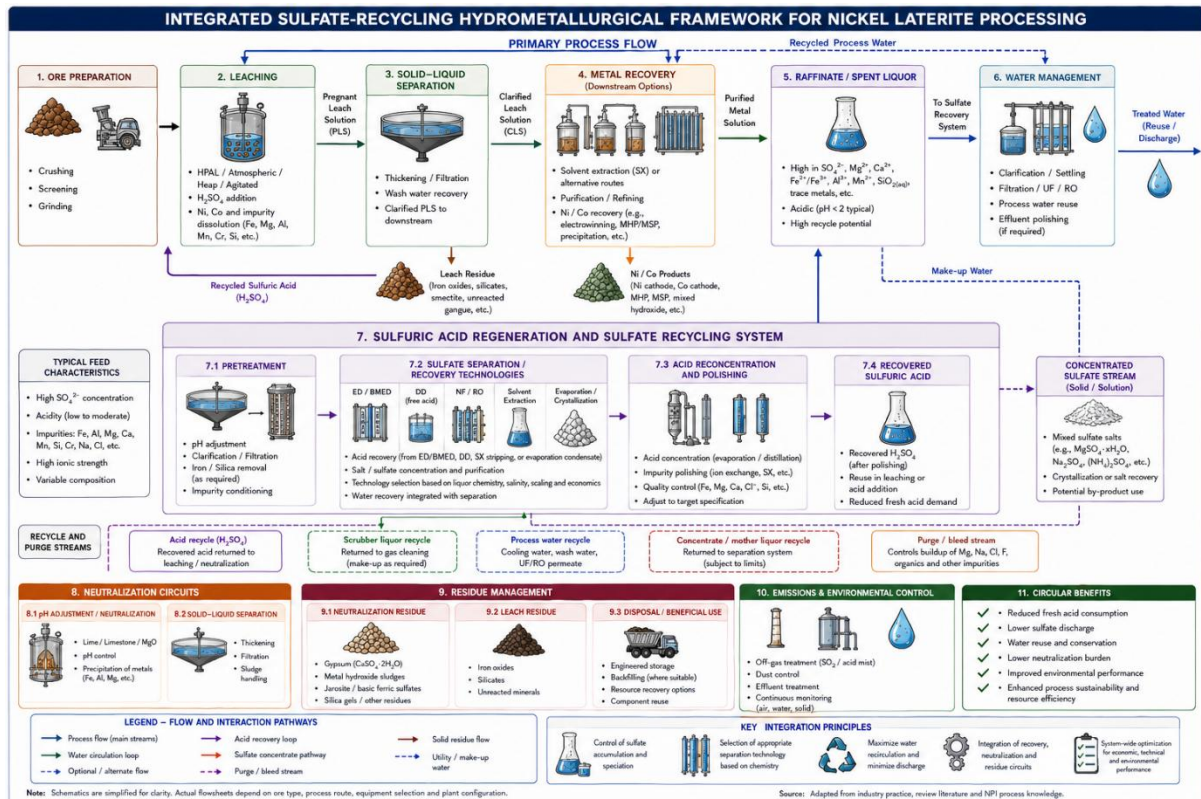 INTEGRATED SULFATE-RECYCLING HYDROMETALLURGICAL FRAMEWORK FOR NICKEL LATERITE PROCESSING
PRIMARY PROCESS FLOW
Recycled Process Water
1. ORE PREPARATION
• Crushing
• Screening
• Grinding
2. LEACHING
• HPAL / Atmospheric /
Heap / Agitated
• H₂SO₄ addition
• Ni, Co and impurity
dissolution (Fe, Mg, Al,
Mn, Cr, Si, etc.)
Pregnant
Leach
Solution
(PLS)
3. SOLID–LIQUID
SEPARATION
• Thickening / Filtration
• Wash water recovery
• Clarified PLS to
downstream
Clarified
Leach
Solution
(CLS)
4. METAL RECOVERY
(Downstream Options)
• Solvent extraction (SX) or
alternative routes
• Purification / Refining
• Ni / Co recovery (e.g.,
electrowinning, MHP/MSP,
precipitation, etc.)
Purified
Metal
Solution
5. RAFFINATE / SPENT LIQUOR
• High in SO₄²⁻, Mg²⁺, Ca²⁺,
Fe²⁺/Fe³⁺, Al³⁺, Mn²⁺, SiO₂(aq),
trace metals, etc.
• Acidic (pH < 2 typical)
• High recycle potential
To Sulfate
Recovery
System
6. WATER MANAGEMENT
• Clarification / Settling
• Filtration / UF / RO
• Process water reuse
• Effluent polishing
(if required)
Treated Water
(Reuse /
Discharge)
Recycled Sulfuric Acid
(H₂SO₄)
Leach Residue
(Iron oxides, silicates,
smectite, unreacted
gangue, etc.)
Ni / Co Products
(Ni cathode, Co cathode,
MHP, MSP, mixed
hydroxide, etc.)
Make-up Water
7. SULFURIC ACID REGENERATION AND SULFATE RECYCLING SYSTEM
TYPICAL FEED
CHARACTERISTICS
• High SO₄²⁻ concentration
• Acidity (low to moderate)
• Impurities: Fe, Al, Mg, Ca,
Mn, Si, Cr, Na, Cl, etc.
• High ionic strength
• Variable composition
7.1 PRETREATMENT
• pH adjustment
• Clarification / Filtration
• Iron / Silica removal
(as required)
• Impurity conditioning
7.2 SULFATE SEPARATION /
RECOVERY TECHNOLOGIES
ED / BMED
DD
(free acid)
NF / RO
Solvent
Extraction
Evaporation /
Crystallization
• Acid recovery (from ED/BMED, DD, SX stripping, or evaporation condensate)
• Salt / sulfate concentration and purification
• Technology selection based on liquor chemistry, salinity, scaling and economics
• Water recovery integrated with separation
7.3 ACID RECONCENTRATION
AND POLISHING
• Acid concentration (evaporation / distillation)
• Impurity polishing (ion exchange, SX, etc.)
• Quality control (Fe, Mg, Ca, Cl⁻, Si, etc.)
• Adjust to target specification
7.4 RECOVERED
SULFURIC ACID
• Recovered H₂SO₄
(after polishing)
• Reuse in leaching or
acid addition
• Reduced fresh acid demand
CONCENTRATED
SULFATE STREAM
(Solid / Solution)
• Mixed sulfate salts
(e.g., MgSO₄·xH₂O,
Na₂SO₄, (NH₄)₂SO₄, etc.)
• Crystallization or salt recovery
• Potential by-product use
RECYCLE AND
PURGE STREAMS
Acid recycle (H₂SO₄)
Recovered acid returned to
leaching / neutralization
Scrubber liquor recycle
Returned to gas cleaning
(make-up as required)
Process water recycle
Cooling water, wash water,
UF/RO permeate
Concentrate / mother liquor recycle
Returned to separation system
(subject to limits)
Purge / bleed stream
Controls buildup of Mg, Na, Cl, F,
organics and other impurities
8. NEUTRALIZATION CIRCUITS
8.1 pH ADJUSTMENT / NEUTRALIZATION
• Lime / Limestone / MgO
• pH control
• Precipitation of metals
(Fe, Al, Mg, etc.)
8.2 SOLID–LIQUID SEPARATION
• Thickening
• Filtration
• Sludge
handling
9. RESIDUE MANAGEMENT
9.1 NEUTRALIZATION RESIDUE
• Gypsum (CaSO₄·2H₂O)
• Metal hydroxide sludges
• Jarosite / basic ferric sulfates
• Silica gels / other residues
9.2 LEACH RESIDUE
• Iron oxides
• Silicates
• Unreacted minerals
9.3 DISPOSAL / BENEFICIAL USE
• Engineered storage
• Backfilling (where suitable)
• Resource recovery options
• Component reuse
10. EMISSIONS & ENVIRONMENTAL CONTROL
• Off-gas treatment (SO₂ / acid mist)
• Dust control
• Effluent treatment
• Continuous monitoring
(air, water, solid)
11. CIRCULAR BENEFITS
✓ • Reduced fresh acid consumption
✓ • Lower sulfate discharge
✓ • Water reuse and conservation
✓ • Lower neutralization burden
✓ • Improved environmental performance
✓ • Enhanced process sustainability and
resource efficiency
LEGEND – FLOW AND INTERACTION PATHWAYS
Process flow (main streams)
Acid recovery loop
Solid residue flow
Water circulation loop
Sulfate concentrate pathway
Utility / make-up
water
Optional / alternate flow
Purge / bleed stream
KEY INTEGRATION PRINCIPLES
Control of sulfate
accumulation and
speciation
Selection of appropriate
separation technology
based on chemistry
Maximize water
recirculation and
minimize discharge
Integration of recovery,
neutralization and
residue circuits
System-wide optimization
for economic, technical
and environmental
performance
Note: Schematics are simplified for clarity. Actual flowsheets depend on ore type, process route, equipment selection and plant configuration.
Source: Adapted from industry practice, review literature and NPI process knowledge.